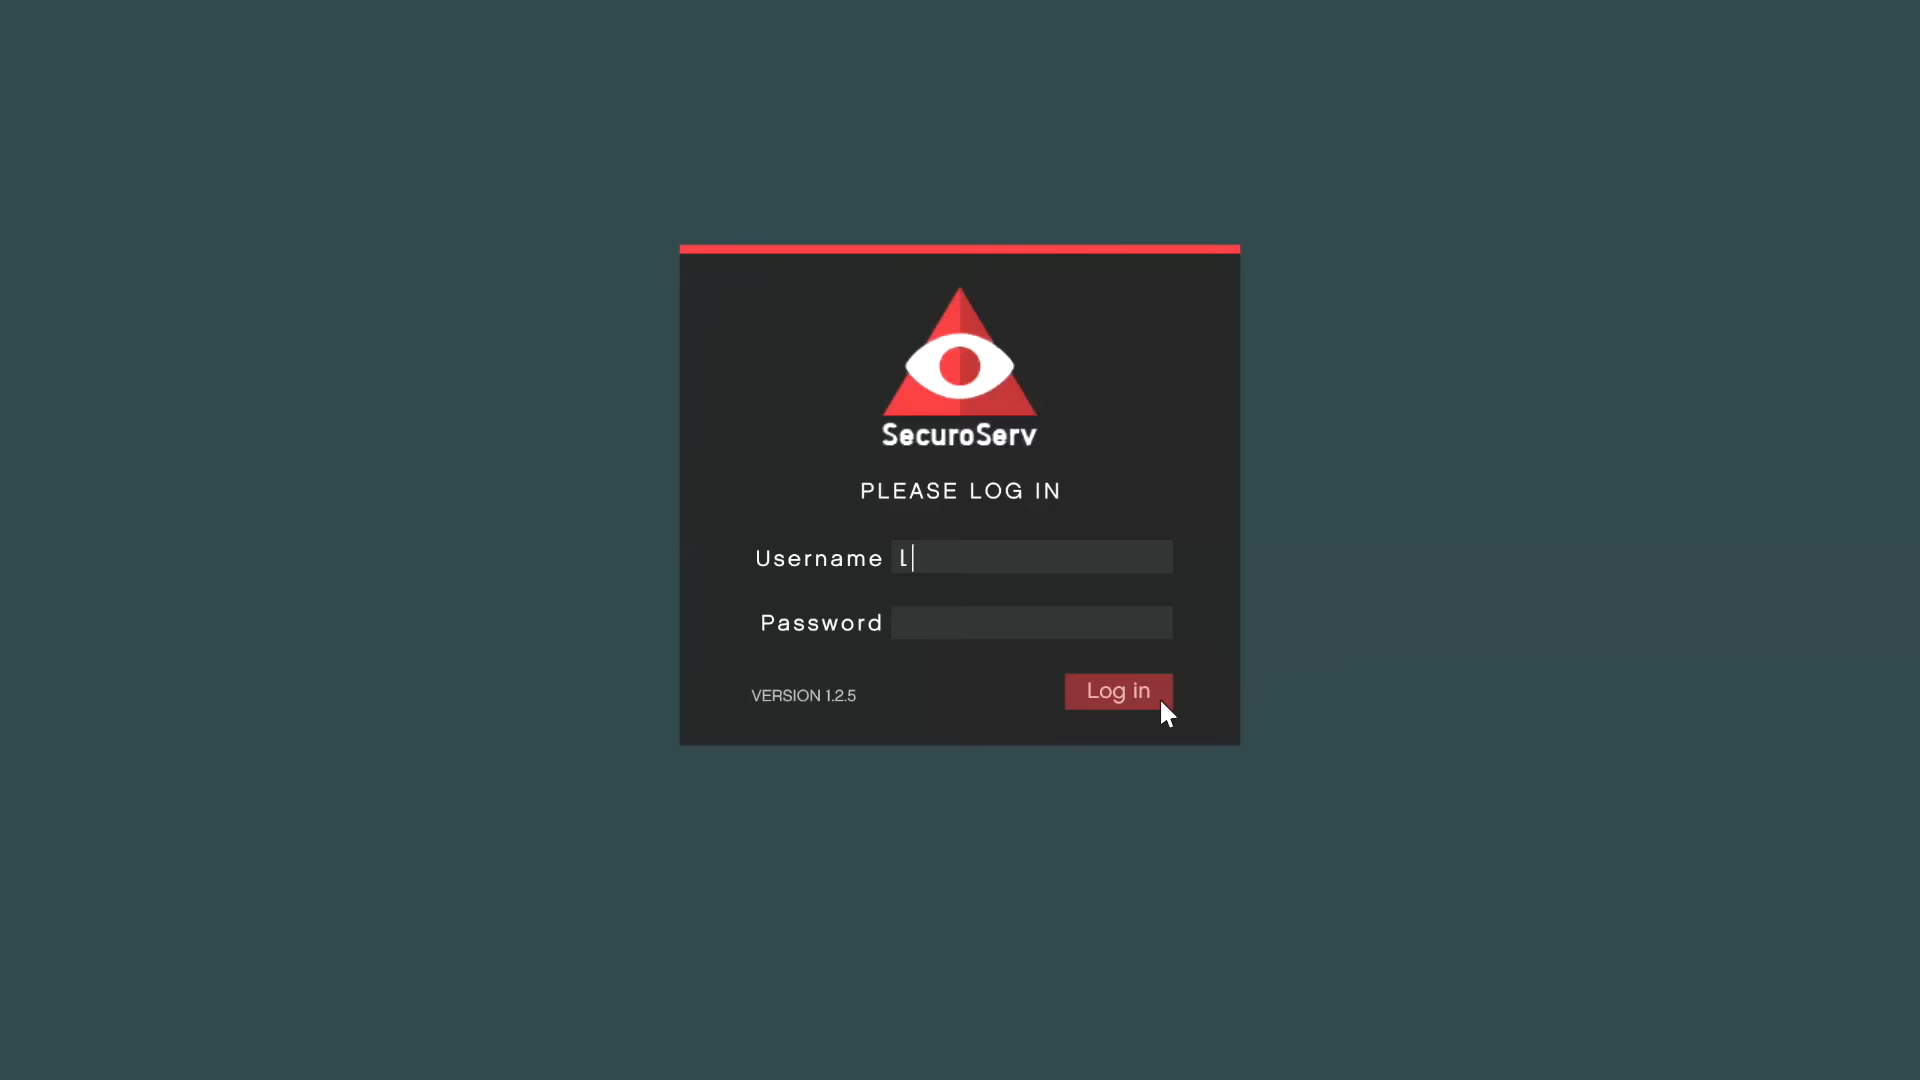 SecuroServ
PLEASE LOG IN
Username L
Password
VERSION 1.2.5
Log in